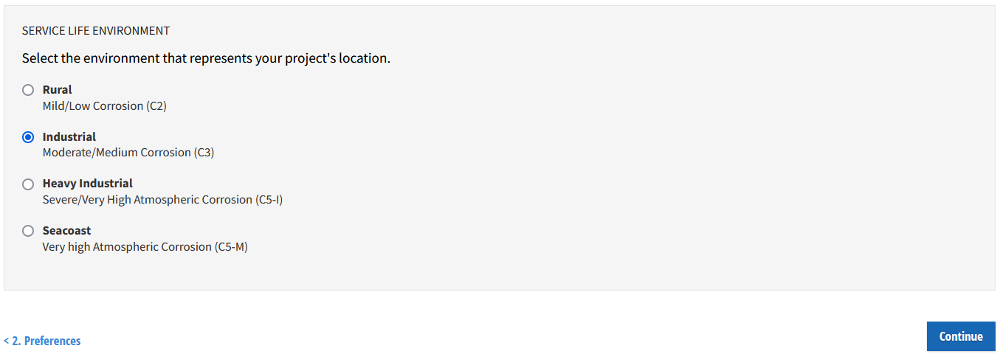 SERVICE LIFE ENVIRONMENT
Select the environment that represents your project's location.
Rural
Mild/Low Corrosion (C2)
Industrial
Moderate/Medium Corrosion (C3)
Heavy Industrial
Severe/Very High Atmospheric Corrosion (C5-I)
Seacoast
Very high Atmospheric Corrosion (C5-M)
< 2. Preferences
Continue